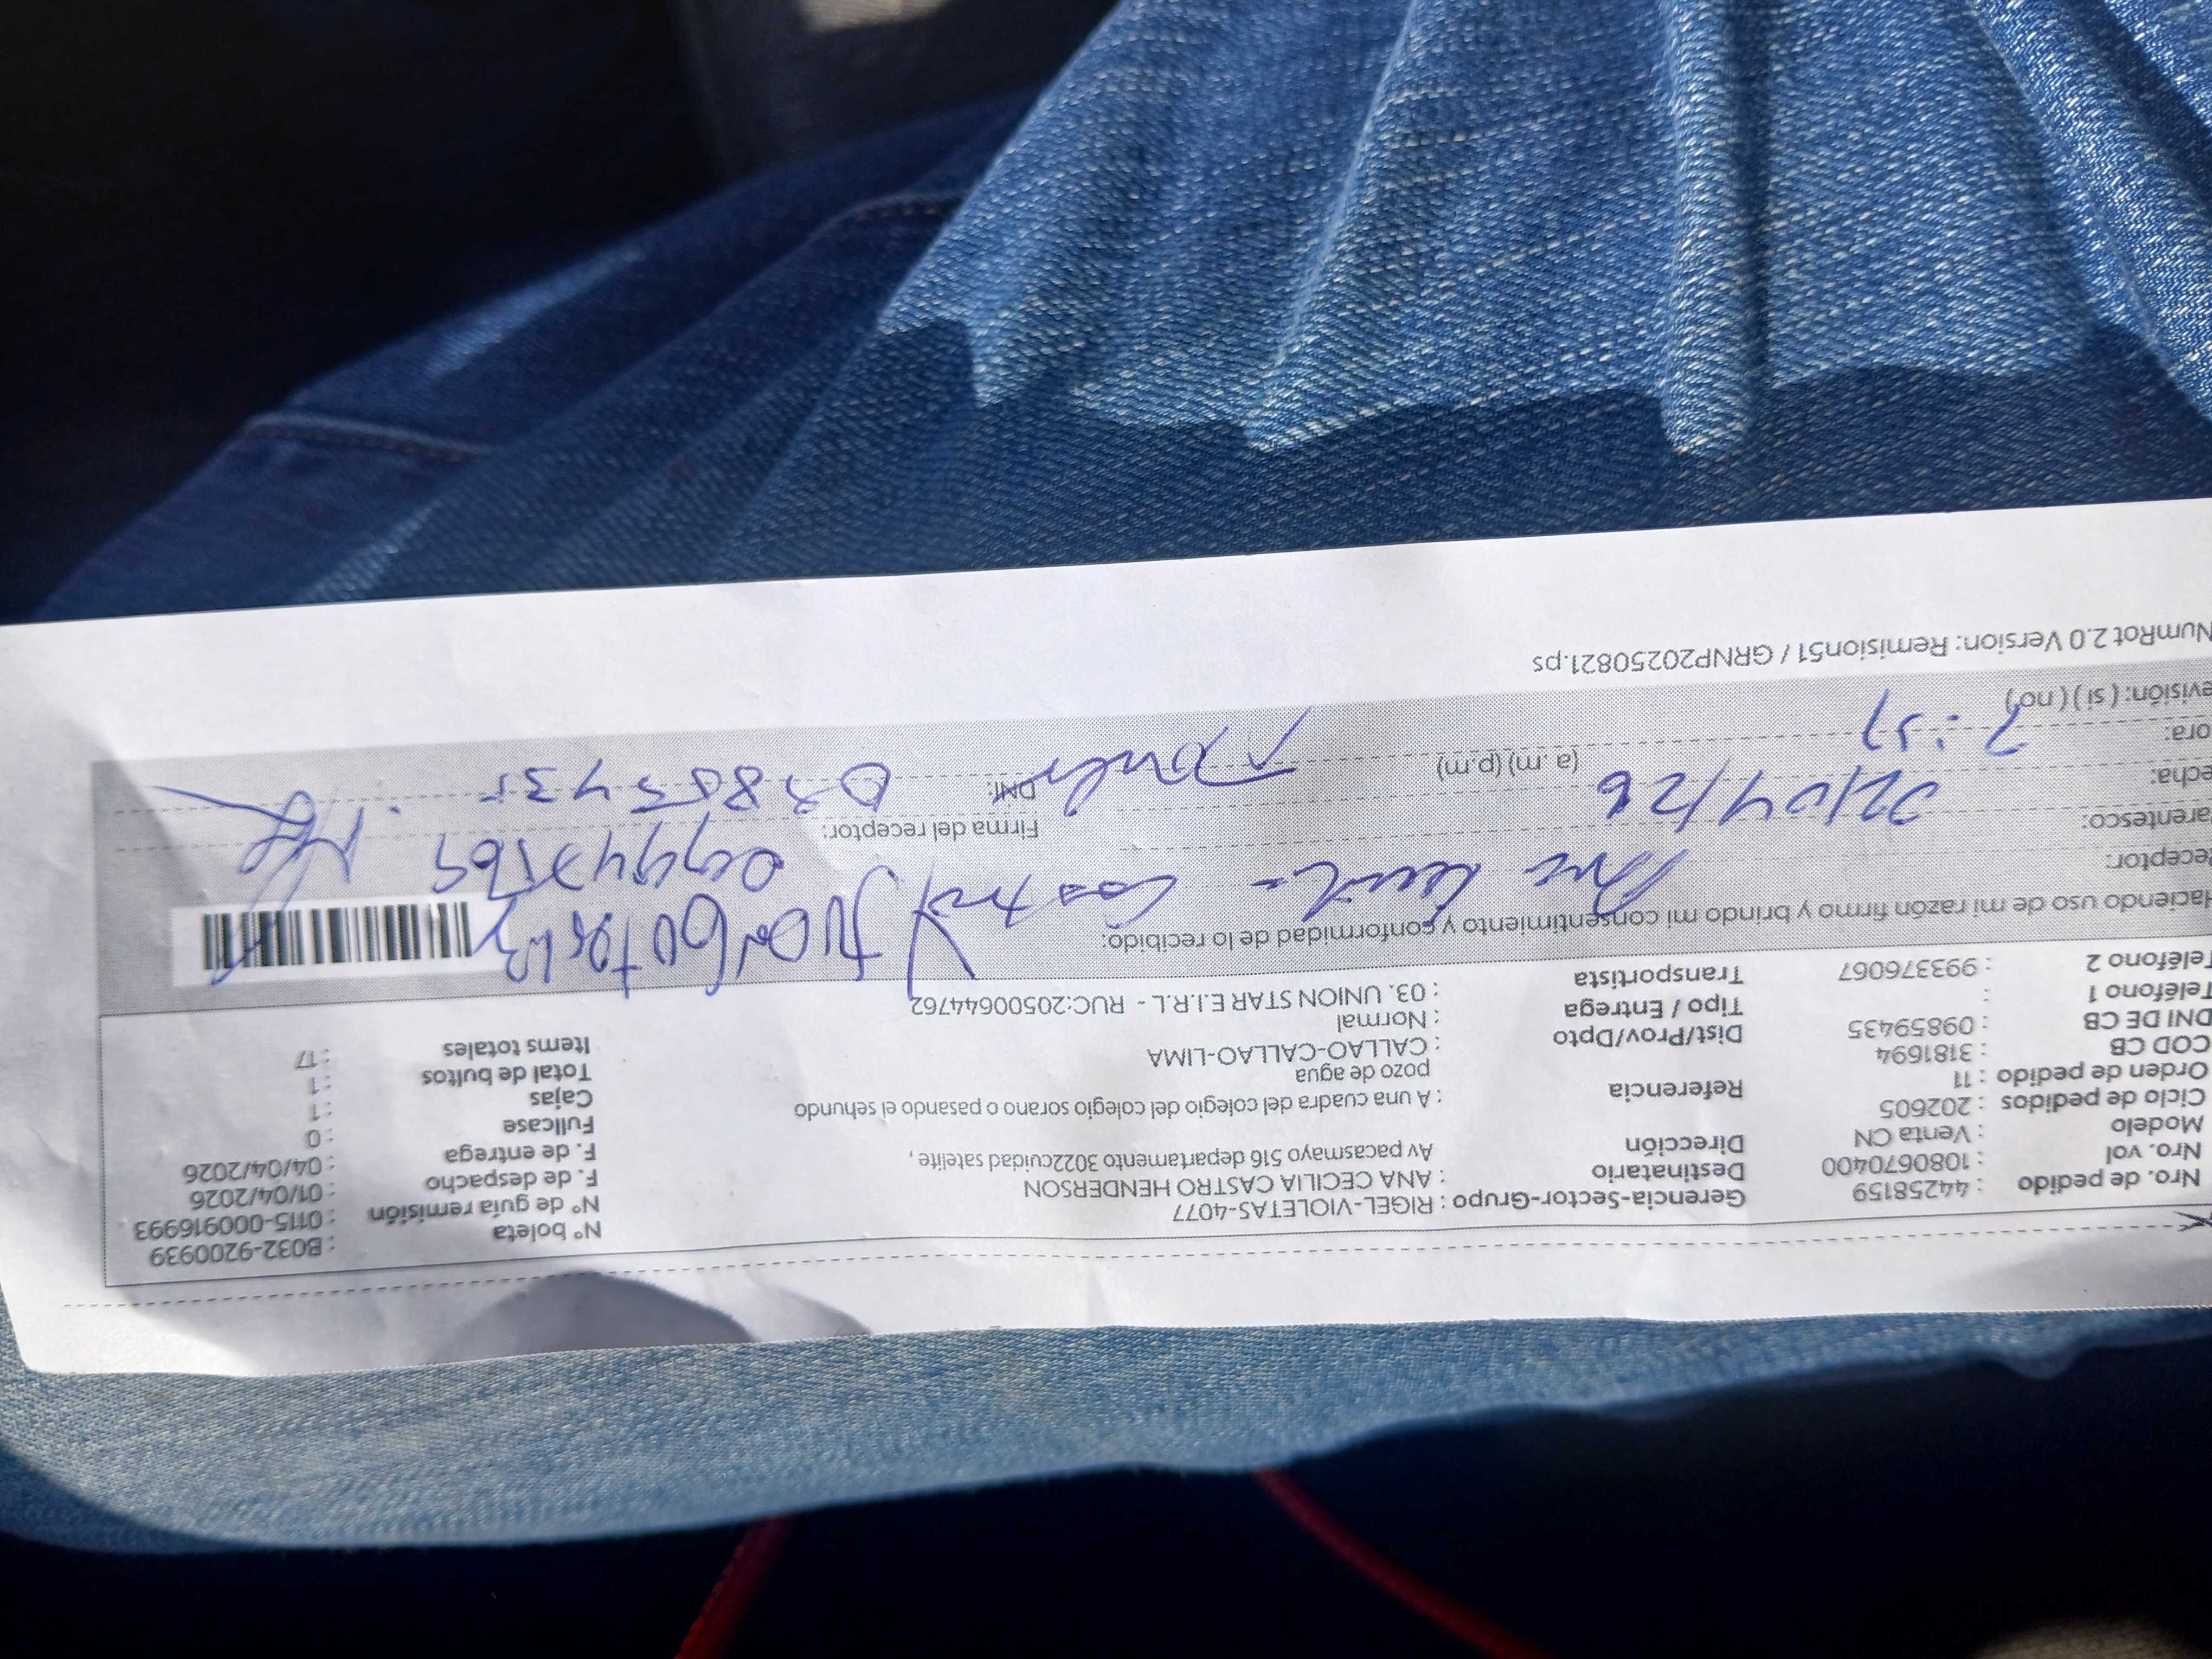 Nro. de pedido : 44258159
Nro. vol : 1080670400
Modelo : Venta CN
Ciclo de pedidos : 202605
Orden de pedido : 11
COD CB : 3181694
DNI DE CB : 09859435
Teléfono 1 :
Teléfono 2 : 993376067
Gerencia-Sector-Grupo : RIGEL-VIOLETAS-4077
Destinatario : ANA CECILIA CASTRO HENDERSON
Dirección Av pacasmayo 516 departamento 3022cuidad satelite ,
Referencia : A una cuadra del colegio del colegio sorano o pasando el sehundo
pozo de agua
Dist/Prov/Dpto : CALLAO-CALLAO-LIMA
Tipo / Entrega : Normal
Transportista : 03. UNION STAR E.I.R.L - RUC:20500644762
N° boleta : B032-9200939
N° de guía remisión : 0115-000916993
F. de despacho : 01/04/2026
F. de entrega : 04/04/2026
Fullcase : 0
Cajas : 1
Total de bultos : 1
Items totales : 17
Haciendo uso de mi razón firmo y brindo mi consentimiento y conformidad de lo recibido:
eceptor:
arentesco:
echa: 22/04/26
ora: (a. m) (p.m)
evisión: ( si ) ( no )
Firma del receptor:
DNI:
NumRot 2.0 Version: Remision51 / GRNP20250821.ps